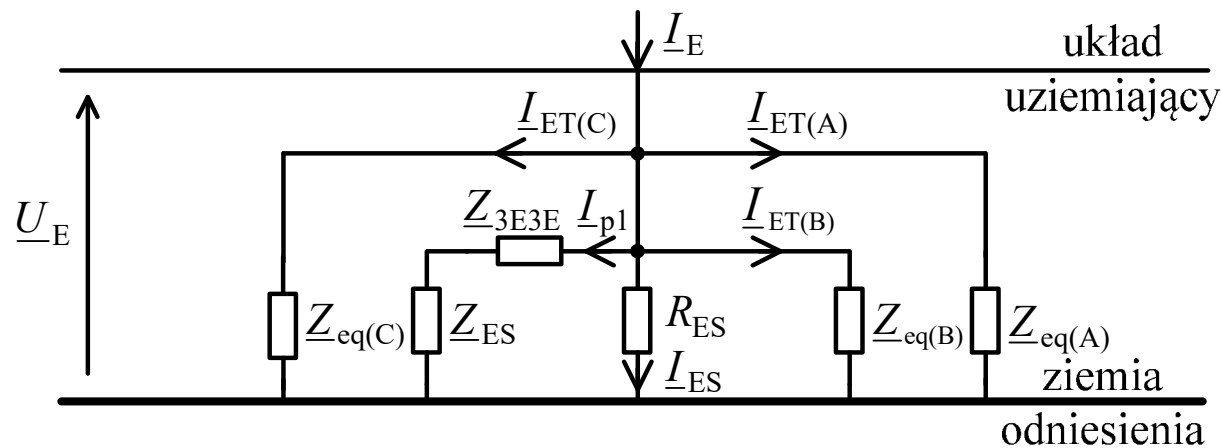 I_E
układ
uziemiający
I_ET(C)
I_ET(A)
U_E
Z_3E3E
I_p1
I_ET(B)
Z_eq(C)
Z_ES
R_ES
Z_eq(B)
Z_eq(A)
I_ES
ziemia
odniesienia